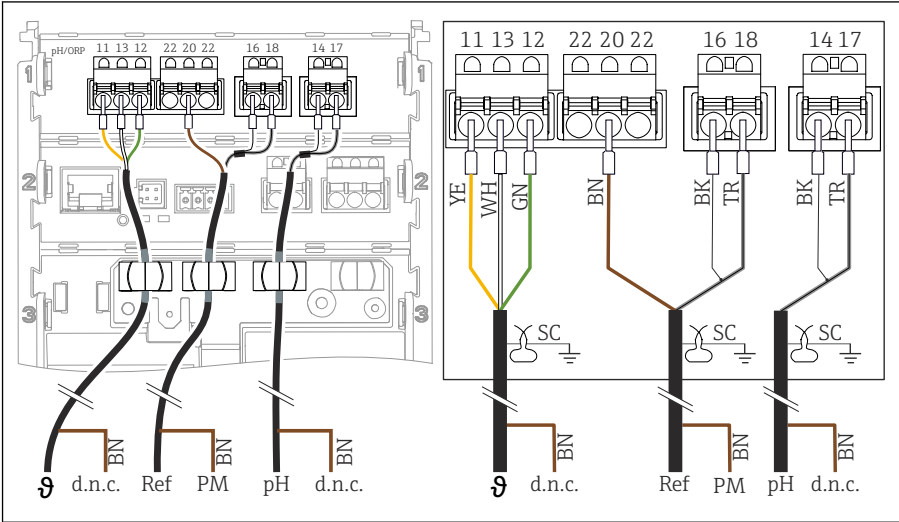 pH/ORP 11 13 12 22 20 22 16 18 14 17
1 1
2 2
3 3
BN BN BN
ϑ d.n.c. Ref PM pH d.n.c.
11 13 12 22 20 22 16 18 14 17
YE WH GN BN BK TR BK TR
SC SC SC
BN BN BN
ϑ d.n.c. Ref PM pH d.n.c.